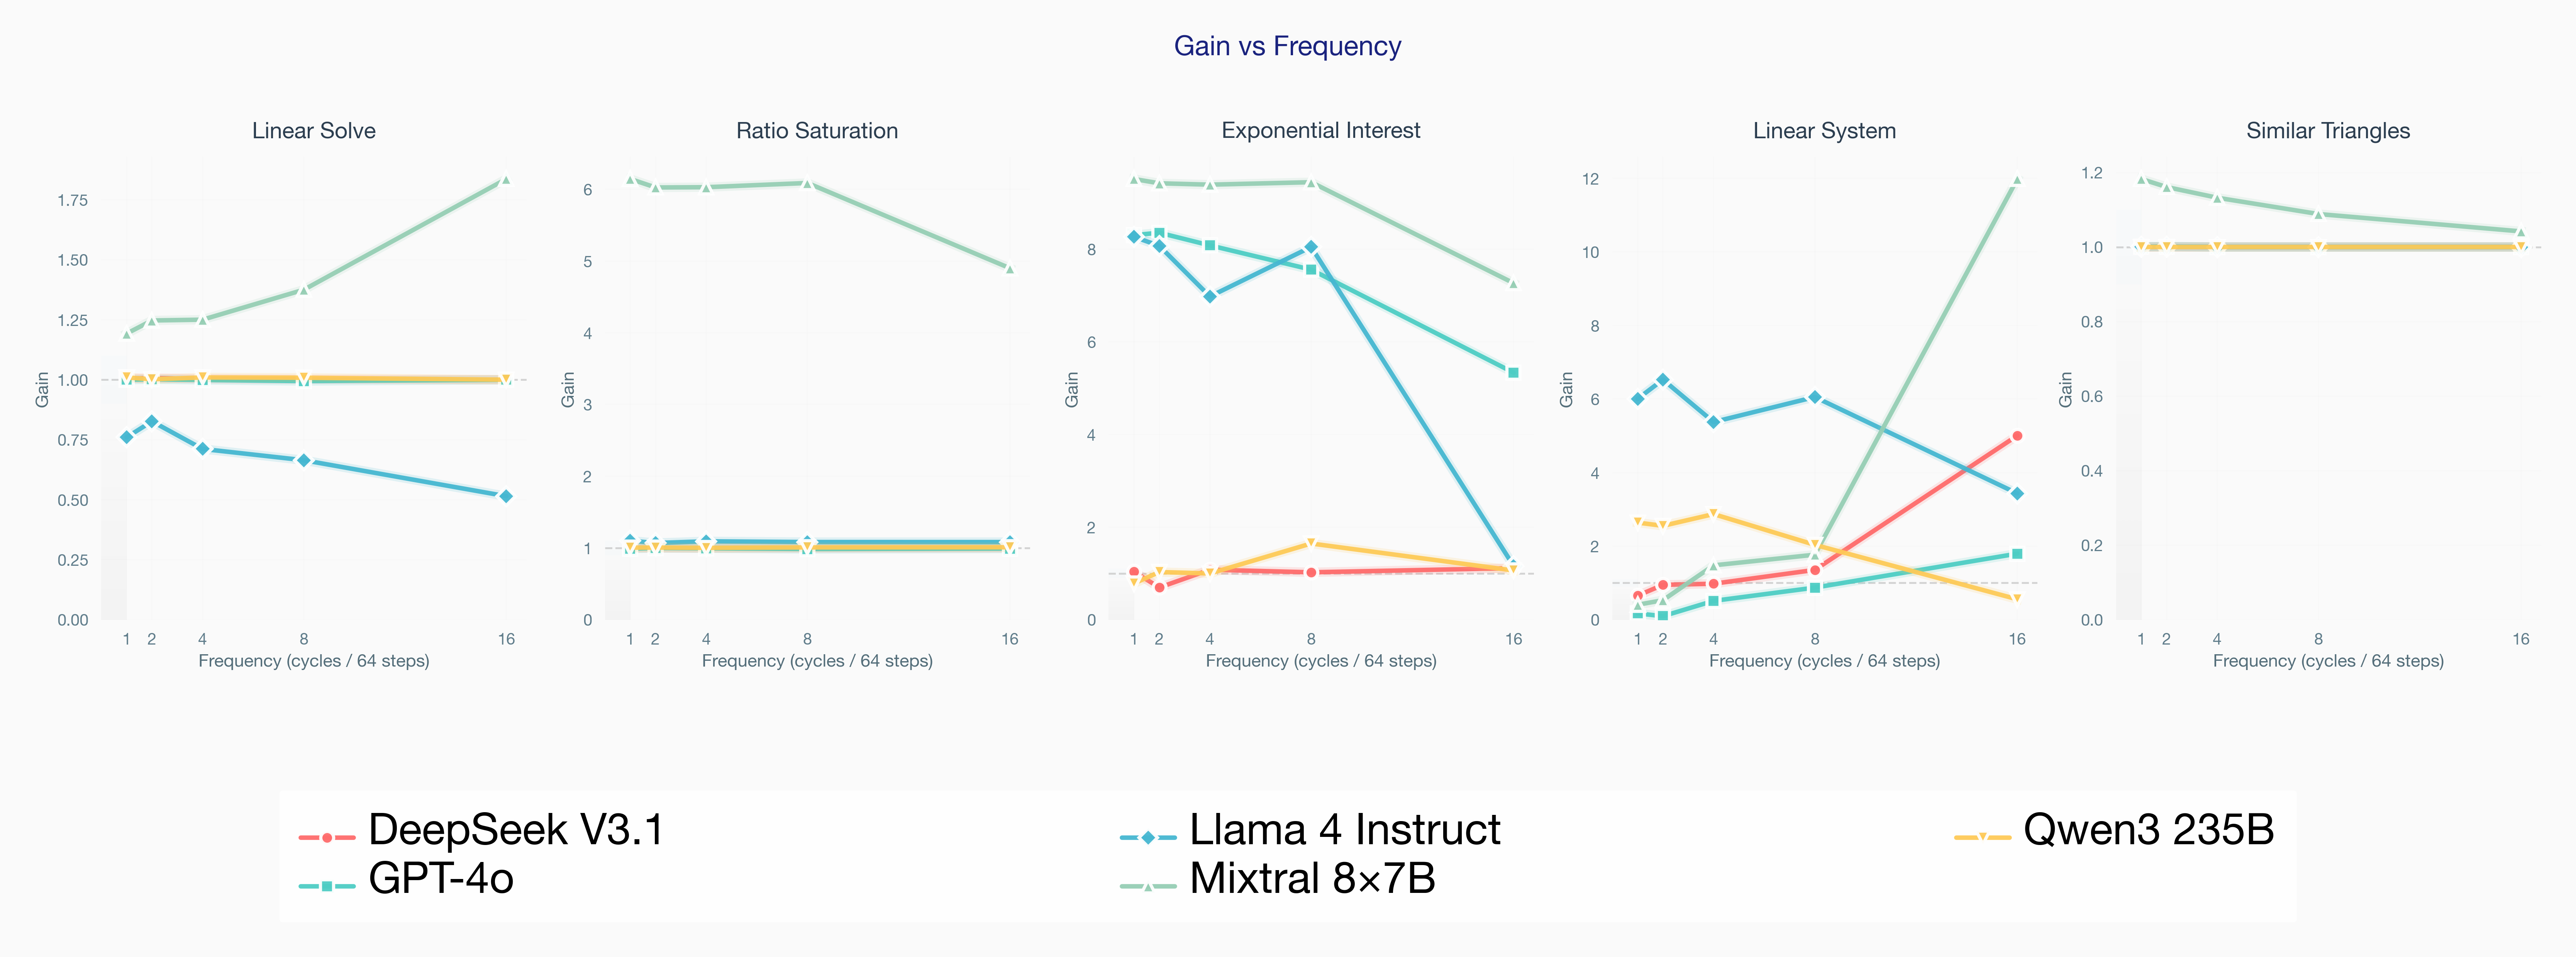 Gain vs Frequency
Linear Solve
Gain
1.75
1.50
1.25
1.00
0.75
0.50
0.25
0.00
1 2 4 8 16
Frequency (cycles / 64 steps)
Ratio Saturation
Gain
6
5
4
3
2
1
0
1 2 4 8 16
Frequency (cycles / 64 steps)
Exponential Interest
Gain
8
6
4
2
0
1 2 4 8 16
Frequency (cycles / 64 steps)
Linear System
Gain
12
10
8
6
4
2
0
1 2 4 8 16
Frequency (cycles / 64 steps)
Similar Triangles
Gain
1.2
1.0
0.8
0.6
0.4
0.2
0.0
1 2 4 8 16
Frequency (cycles / 64 steps)
DeepSeek V3.1
GPT-4o
Llama 4 Instruct
Mixtral 8×7B
Qwen3 235B